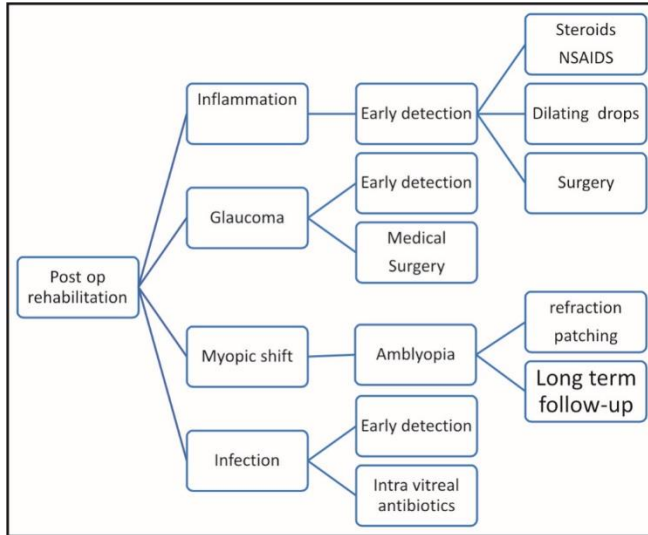 Post op
rehabilitation
Inflammation
Early detection
Steroids
NSAIDS
Dilating drops
Surgery
Glaucoma
Early detection
Medical
Surgery
Myopic shift
Amblyopia
refraction
patching
Long term
follow-up
Infection
Early detection
Intra vitreal
antibiotics